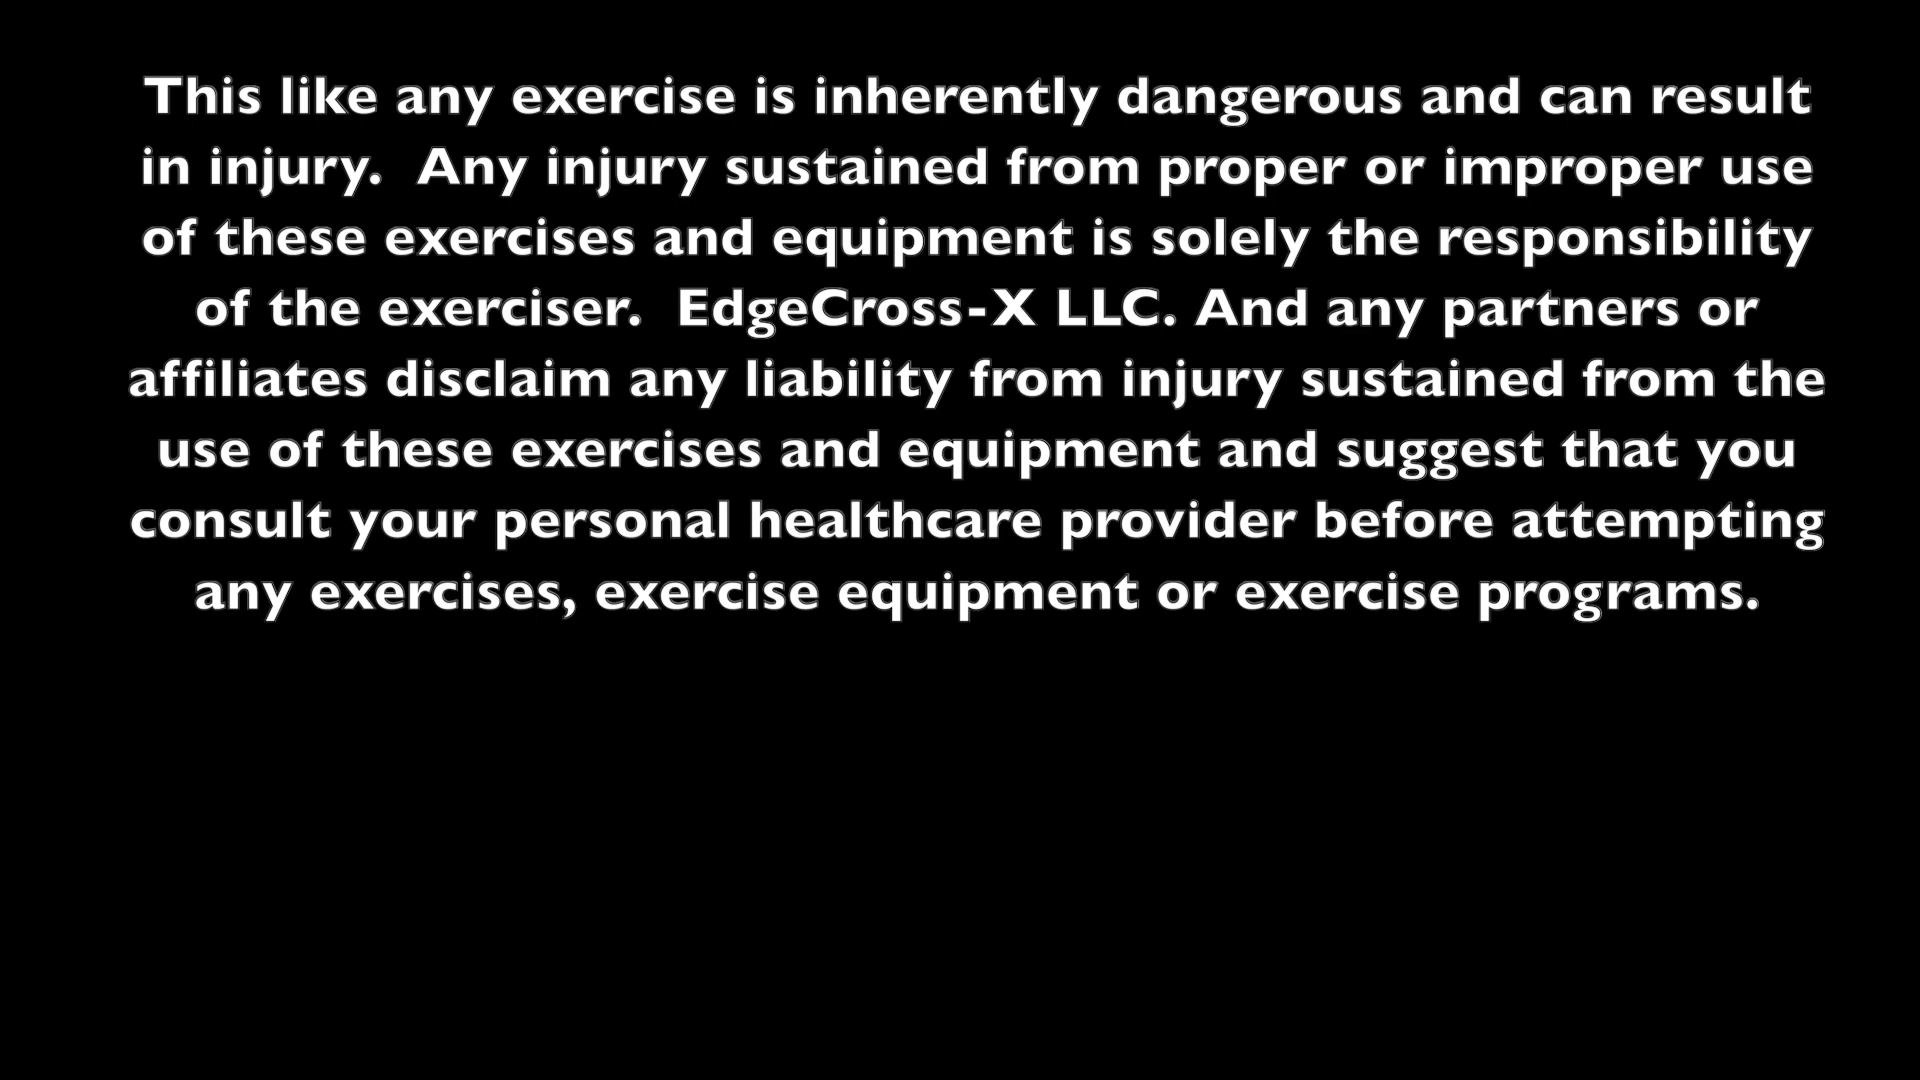 This like any exercise is inherently dangerous and can result
in injury.  Any injury sustained from proper or improper use
of these exercises and equipment is solely the responsibility
of the exerciser.  EdgeCross-X LLC. And any partners or
affiliates disclaim any liability from injury sustained from the
use of these exercises and equipment and suggest that you
consult your personal healthcare provider before attempting
any exercises, exercise equipment or exercise programs.